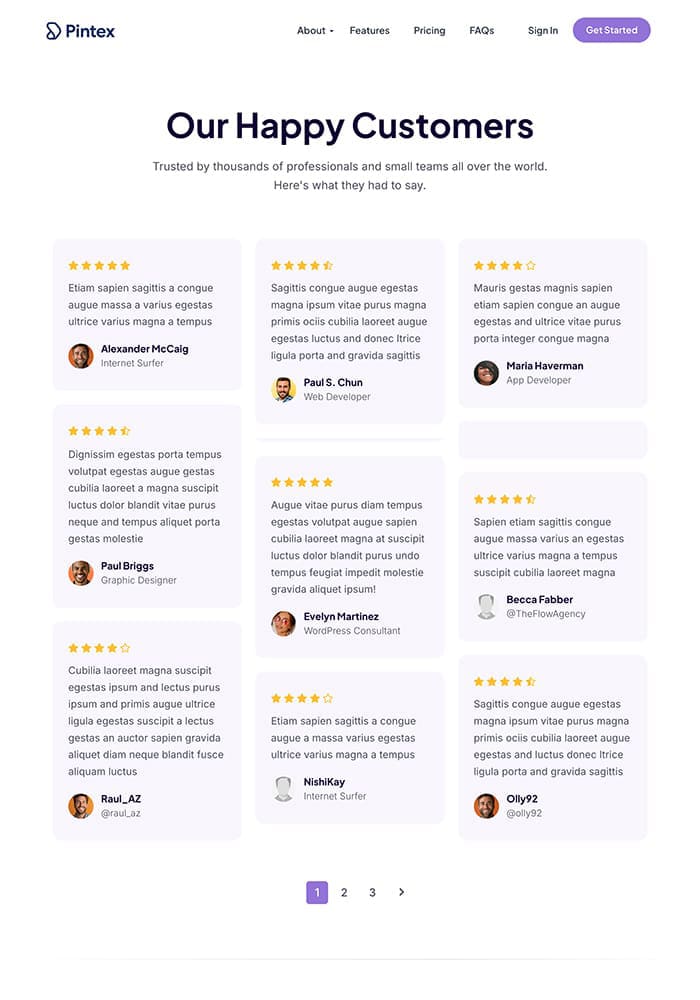 Pintex
About
Features
Pricing
FAQs
Sign In
Get Started
Our Happy Customers
Trusted by thousands of professionals and small teams all over the world.
Here's what they had to say.
Etiam sapien sagittis a congue
augue massa a varius egestas
ultrice varius magna a tempus
Alexander McCaig
Internet Surfer
Dignissim egestas porta tempus
volutpat egestas augue gestas
cubilia laoreet a magna suscipit
luctus dolor blandit vitae purus
neque and tempus aliquet porta
gestas molestie
Paul Briggs
Graphic Designer
Cubilia laoreet magna suscipit
egestas ipsum and lectus purus
ipsum and primis augue ultrice
ligula egestas suscipit a lectus
gestas an auctor sapien gravida
aliquet diam neque blandit fusce
aliquam luctus
Raul_AZ
@raul_az
Sagittis congue augue egestas
magna ipsum vitae purus magna
primis ociis cubilia laoreet augue
egestas luctus and donec ltrice
ligula porta and gravida sagittis
Paul S. Chun
Web Developer
Augue vitae purus diam tempus
egestas volutpat augue sapien
cubilia laoreet magna at suscipit
luctus dolor blandit purus undo
tempus feugiat impedit molestie
gravida aliquet ipsum!
Evelyn Martinez
WordPress Consultant
Etiam sapien sagittis a congue
augue a massa varius egestas
ultrice varius magna a tempus
NishiKay
Internet Surfer
Mauris gestas magnis sapien
etiam sapien congue an augue
egestas and ultrice vitae purus
porta integer congue magna
Maria Haverman
App Developer
Sapien etiam sagittis congue
augue massa varius an egestas
ultrice varius magna a tempus
suscipit cubilia laoreet magna
Becca Fabber
@TheFlowAgency
Sagittis congue augue egestas
magna ipsum vitae purus magna
primis ociis cubilia laoreet augue
egestas and luctus donec ltrice
ligula porta and gravida sagittis
Olly92
@olly92
1
2
3